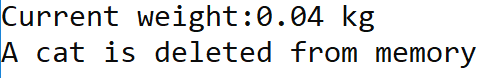 Current weight:0.04 kg
A cat is deleted from memory